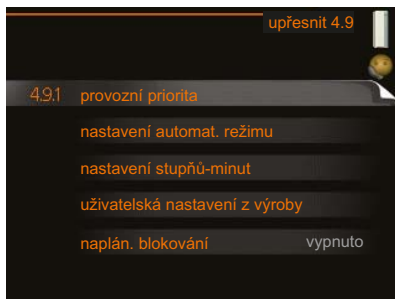 upřesnit 4.9
4.9.1 provozní priorita
nastavení automat. režimu
nastavení stupňů-minut
uživatelská nastavení z výroby
naplán. blokování vypnuto